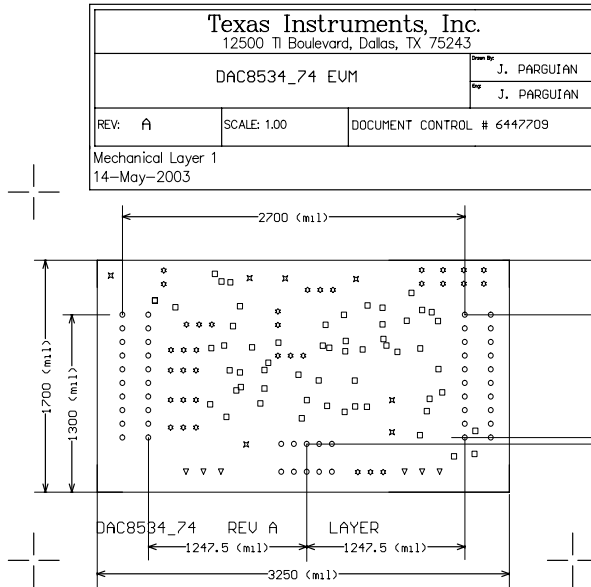 Texas Instruments, Inc.
12500 TI Boulevard, Dallas, TX 75243
DAC8534_74 EVM
Drawn By:
J. PARGUIAN
Eng:
J. PARGUIAN
REV: A
SCALE: 1.00
DOCUMENT CONTROL # 6447709
Mechanical Layer 1
14-May-2003
2700 (mil)
1700 (mil)
1300 (mil)
DAC8534_74 REV A LAYER
1247.5 (mil)
1247.5 (mil)
3250 (mil)